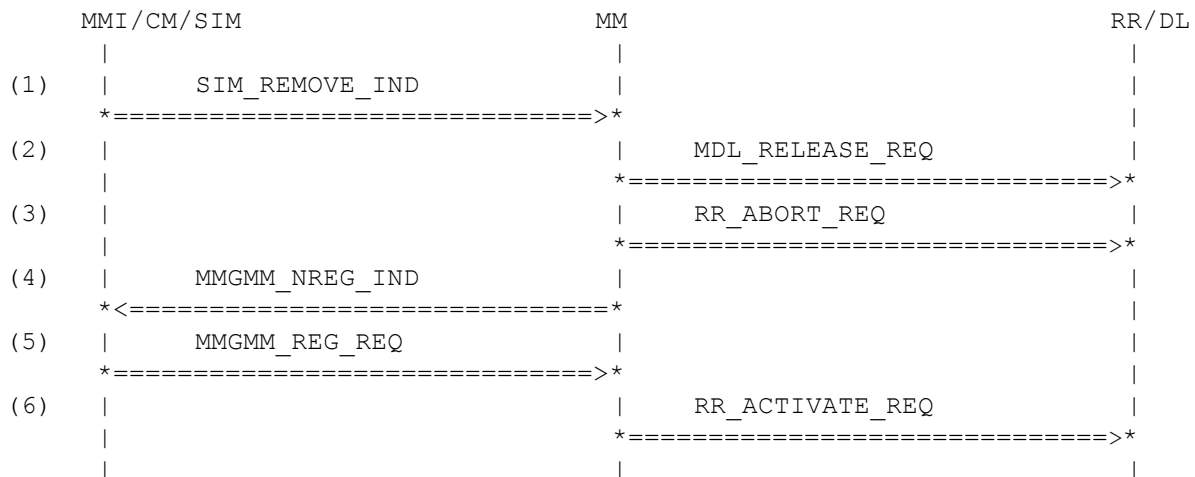 MMI/CM/SIM MM RR/DL
(1) SIM_REMOVE_IND
(2) MDL_RELEASE_REQ
(3) RR_ABORT_REQ
(4) MMGMM_NREG_IND
(5) MMGMM_REG_REQ
(6) RR_ACTIVATE_REQ